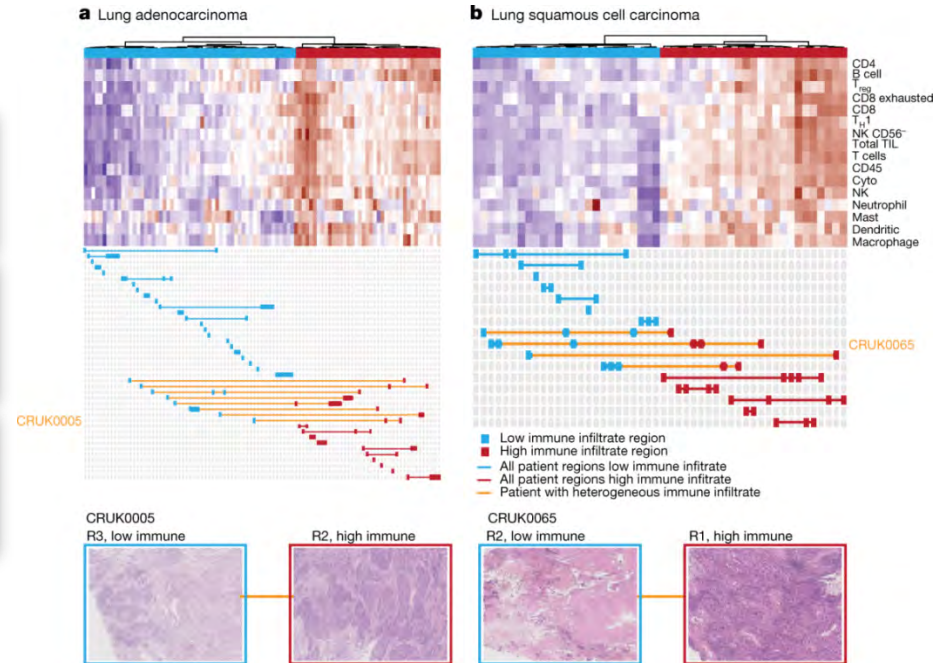 a Lung adenocarcinoma
b Lung squamous cell carcinoma
CD4
B cell
Treg
CD8 exhausted
CD8
TH1
NK CD56–
Total TIL
T cells
CD45
Cyto
NK
Neutrophil
Mast
Dendritic
Macrophage
CRUK0065
CRUK0005
Low immune infiltrate region
High immune infiltrate region
All patient regions low immune infitrate
All patient regions high immune infitrate
Patient with heterogeneous immune infiltrate
CRUK0005
R3, low immune
R2, high immune
CRUK0065
R2, low immune
R1, high immune